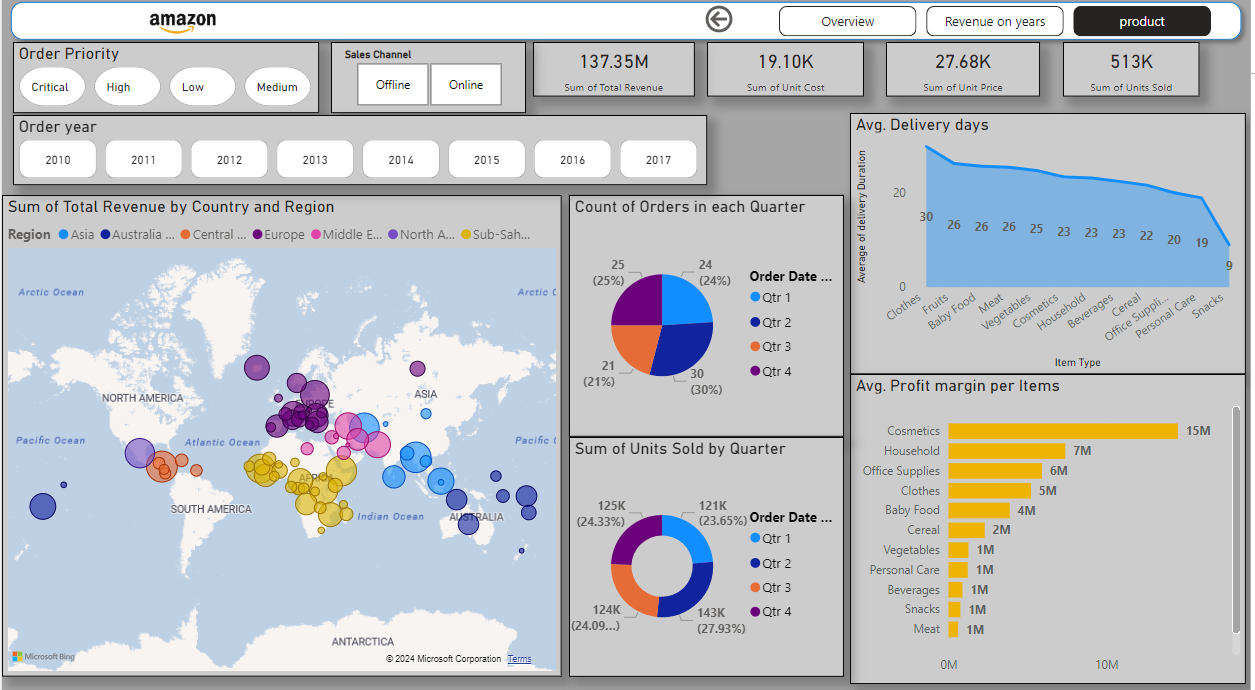 amazon
Overview
Revenue on years
product
Order Priority
Critical
High
Low
Medium
Sales Channel
Offline
Online
137.35M
Sum of Total Revenue
19.10K
Sum of Unit Cost
27.68K
Sum of Unit Price
513K
Sum of Units Sold
Order year
2010
2011
2012
2013
2014
2015
2016
2017
Sum of Total Revenue by Country and Region
Region
Asia
Australia ...
Central ...
Europe
Middle E...
North A...
Sub-Sah...
Arctic Ocean
Arctic O
NORTH AMERICA
EUROPE
ASIA
Pacific Ocean
Atlantic Ocean
Pacific O
AFRICA
SOUTH AMERICA
Indian Ocean
AUSTRALIA
ANTARCTICA
Microsoft Bing
© 2024 Microsoft Corporation Terms
Count of Orders in each Quarter
25
(25%)
24
(24%)
21
(21%)
30
(30%)
Order Date ...
Qtr 1
Qtr 2
Qtr 3
Qtr 4
Sum of Units Sold by Quarter
125K
(24.33%)
121K
(23.65%)
124K
(24.09...)
143K
(27.93%)
Order Date ...
Qtr 1
Qtr 2
Qtr 3
Qtr 4
Avg. Delivery days
Average of delivery Duration
20
0
30
26
26
26
25
23
23
23
22
20
19
9
Clothes
Fruits
Baby Food
Meat
Vegetables
Cosmetics
Household
Beverages
Cereal
Office Suppli...
Personal Care
Snacks
Item Type
Avg. Profit margin per Items
Cosmetics 15M
Household 7M
Office Supplies 6M
Clothes 5M
Baby Food 4M
Cereal 2M
Vegetables 1M
Personal Care 1M
Beverages 1M
Snacks 1M
Meat 1M
0M 10M